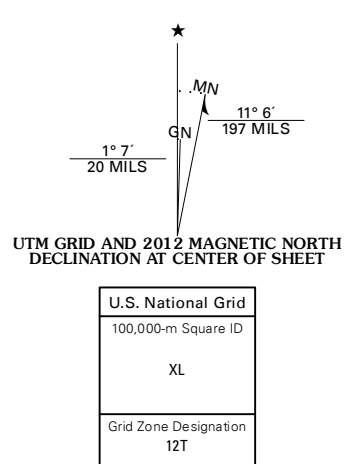 ★
MN
11° 6´
197 MILS
GN
1° 7´
20 MILS
UTM GRID AND 2012 MAGNETIC NORTH
DECLINATION AT CENTER OF SHEET
U.S. National Grid
100,000-m Square ID
XL
Grid Zone Designation
12T